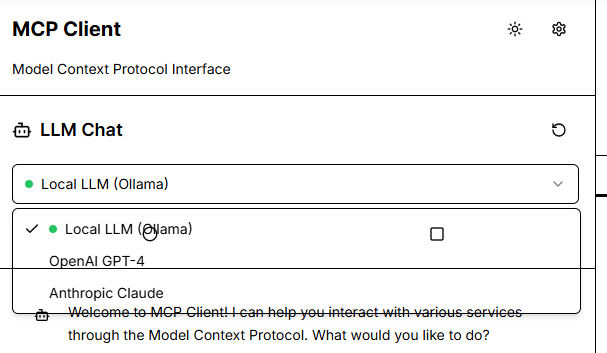 MCP Client
Model Context Protocol Interface
LLM Chat
Local LLM (Ollama)
Local LLM (Ollama)
OpenAI GPT-4
Anthropic Claude
Welcome to MCP Client! I can help you interact with various services
through the Model Context Protocol. What would you like to do?